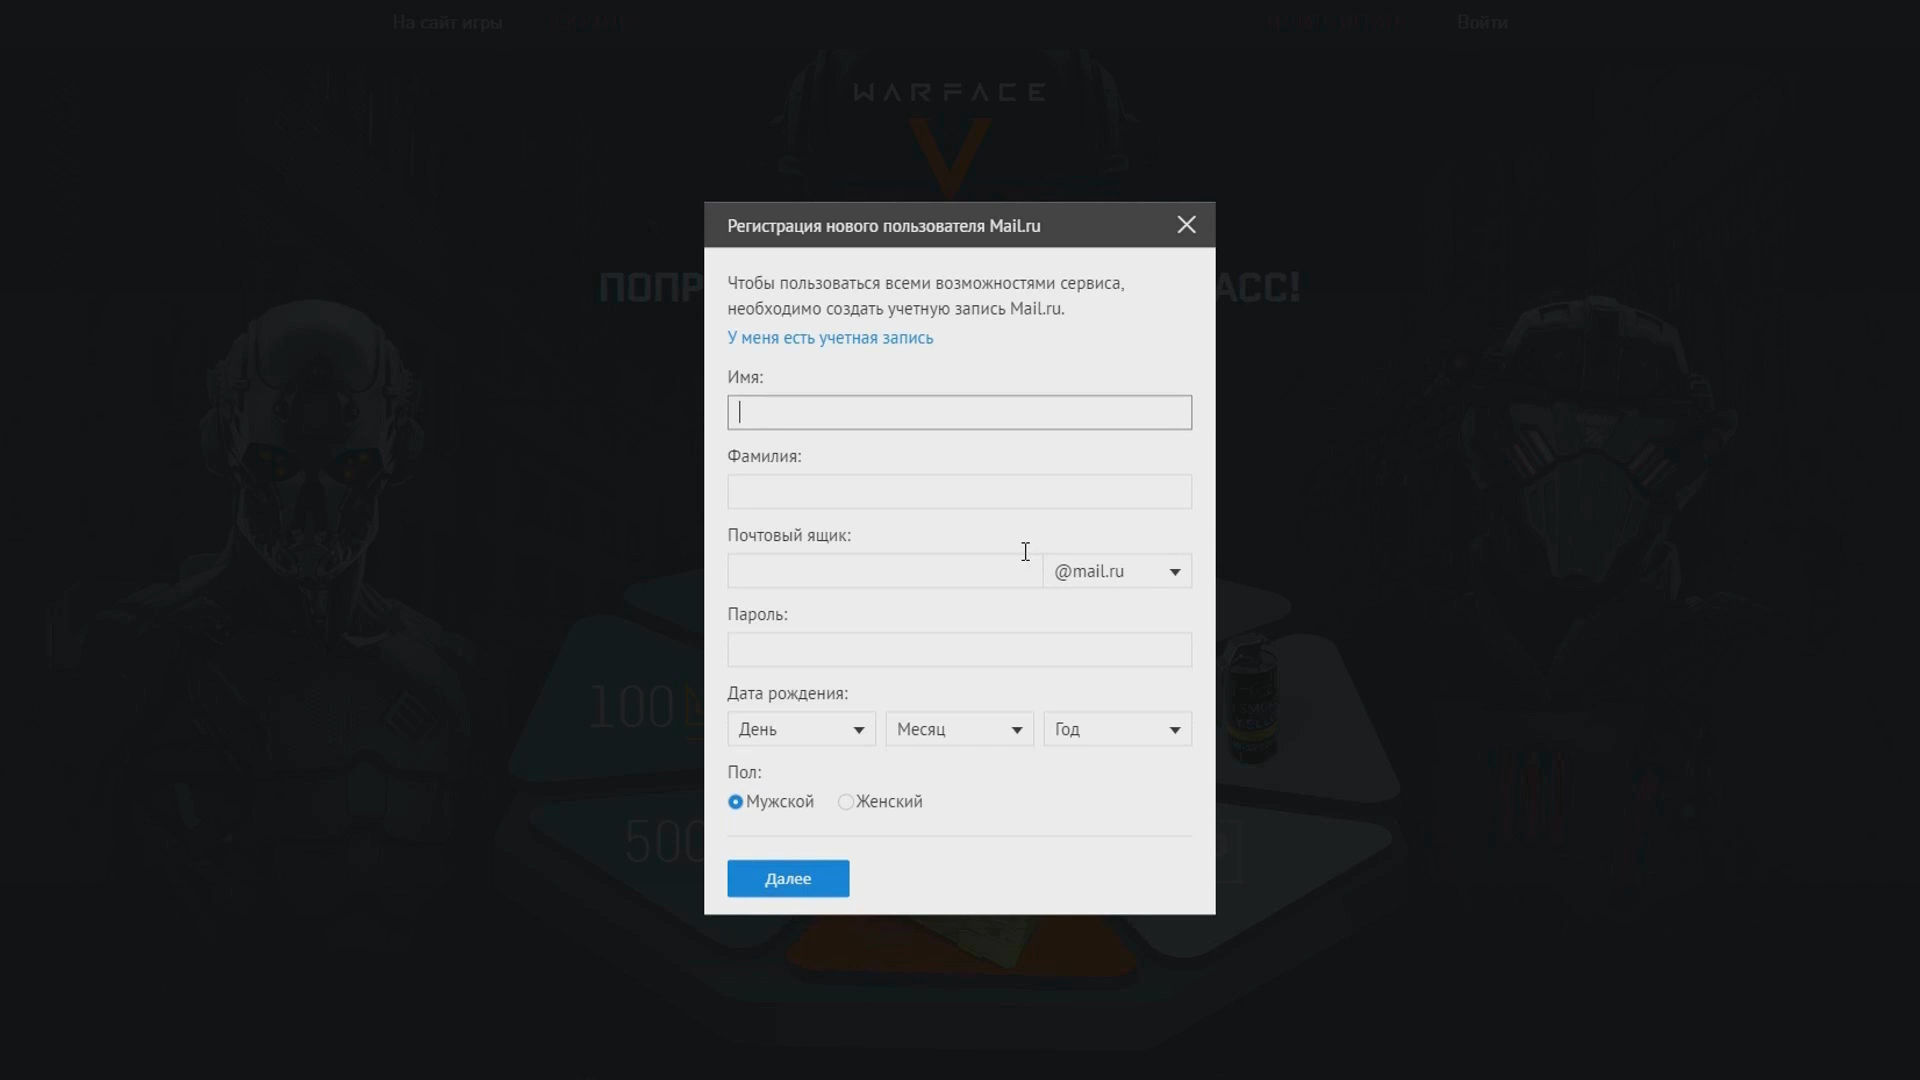 На сайт игры
Войти
WARFACE
Регистрация нового пользователя Mail.ru
Чтобы пользоваться всеми возможностями сервиса,
необходимо создать учетную запись Mail.ru.
У меня есть учетная запись
Имя:
Фамилия:
Почтовый ящик:
@mail.ru
Пароль:
Дата рождения:
День
Месяц
Год
Пол:
Мужской
Женский
Далее
100
500